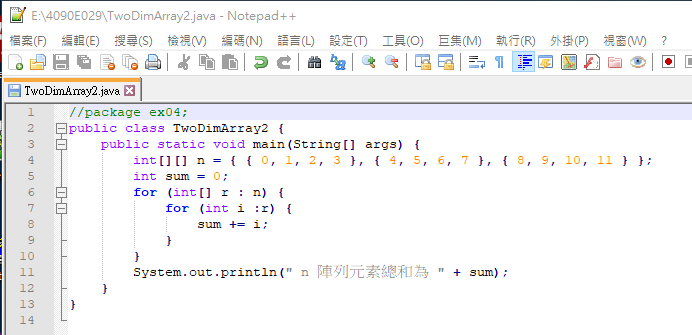 E:\4090E029\TwoDimArray2.java - Notepad++
檔案(F) 編輯(E) 搜尋(S) 檢視(V) 編碼(N) 語言(L) 設定(T) 工具(O) 巨集(M) 執行(R) 外掛(P) 視窗(W) ?
TwoDimArray2.java
1 //package ex04;
2 public class TwoDimArray2 {
3 public static void main(String[] args) {
4 int[][] n = { { 0, 1, 2, 3 }, { 4, 5, 6, 7 }, { 8, 9, 10, 11 } };
5 int sum = 0;
6 for (int[] r : n) {
7 for (int i :r) {
8 sum += i;
9 }
10 }
11 System.out.println(" n 陣列元素總和為 " + sum);
12 }
13 }
14